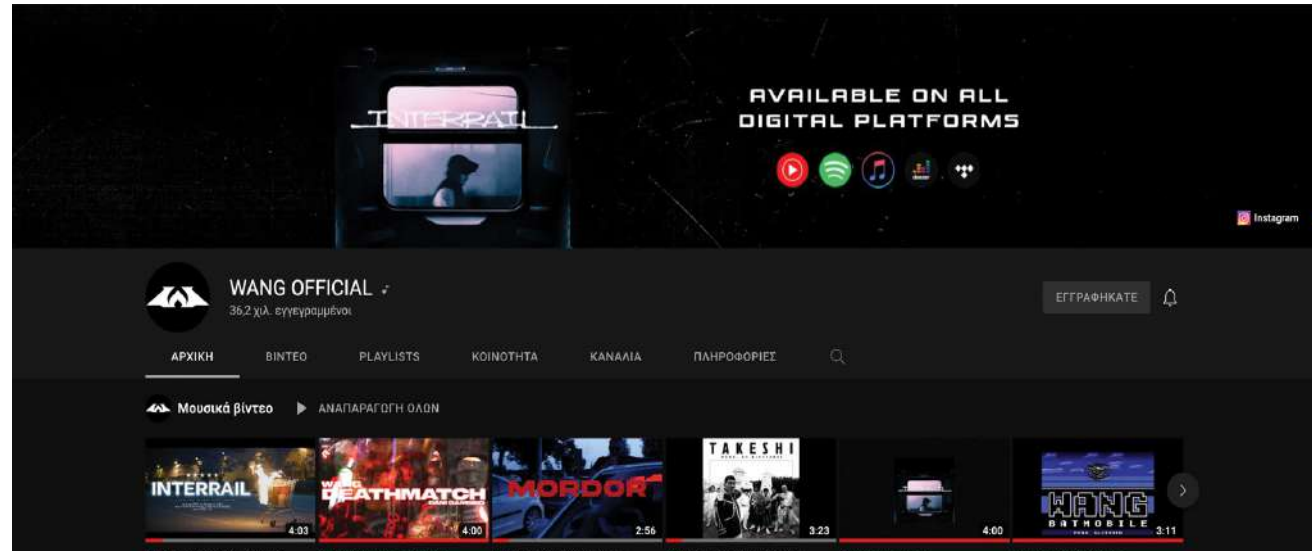 INTERRAIL
AVAILABLE ON ALL
DIGITAL PLATFORMS
deezer
Instagram
WANG OFFICIAL
36,2 χιλ. εγγεγραμμένοι
ΕΓΓΡΑΦΗΚΑΤΕ
ΑΡΧΙΚΗ ΒΙΝΤΕΟ PLAYLISTS ΚΟΙΝΟΤΗΤΑ ΚΑΝΑΛΙΑ ΠΛΗΡΟΦΟΡΙΕΣ
Μουσικά βίντεο ΑΝΑΠΑΡΑΓΩΓΗ ΟΛΩΝ
INTERRAIL
4:03
WANG
DEATHMATCH
4:00
MORDOR
2:56
TAKESHI
3:23
4:00
WANG
BATMOBILE
3:11